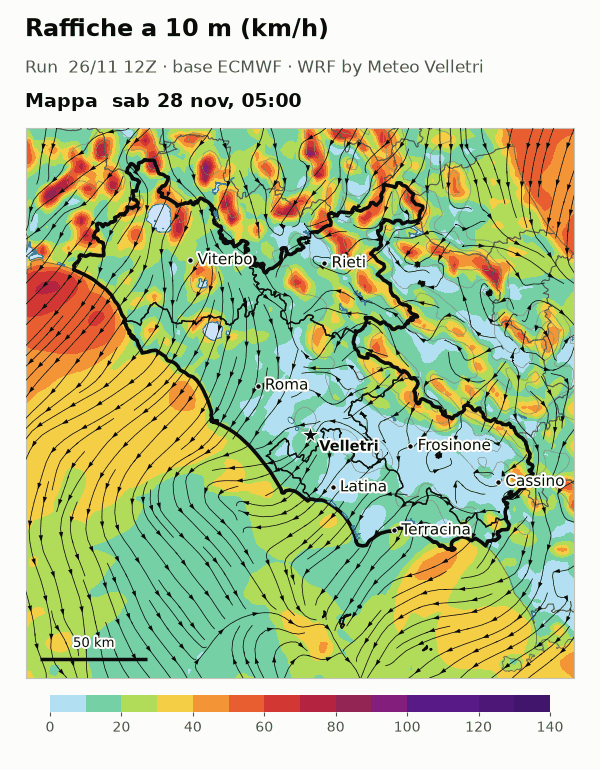 Raffiche a 10 m (km/h)
Run 26/11 12Z · base ECMWF · WRF by Meteo Velletri
Mappa sab 28 nov, 05:00
Viterbo
Rieti
Roma
Velletri
Frosinone
Cassino
Latina
Terracina
50 km
0 20 40 60 80 100 120 140